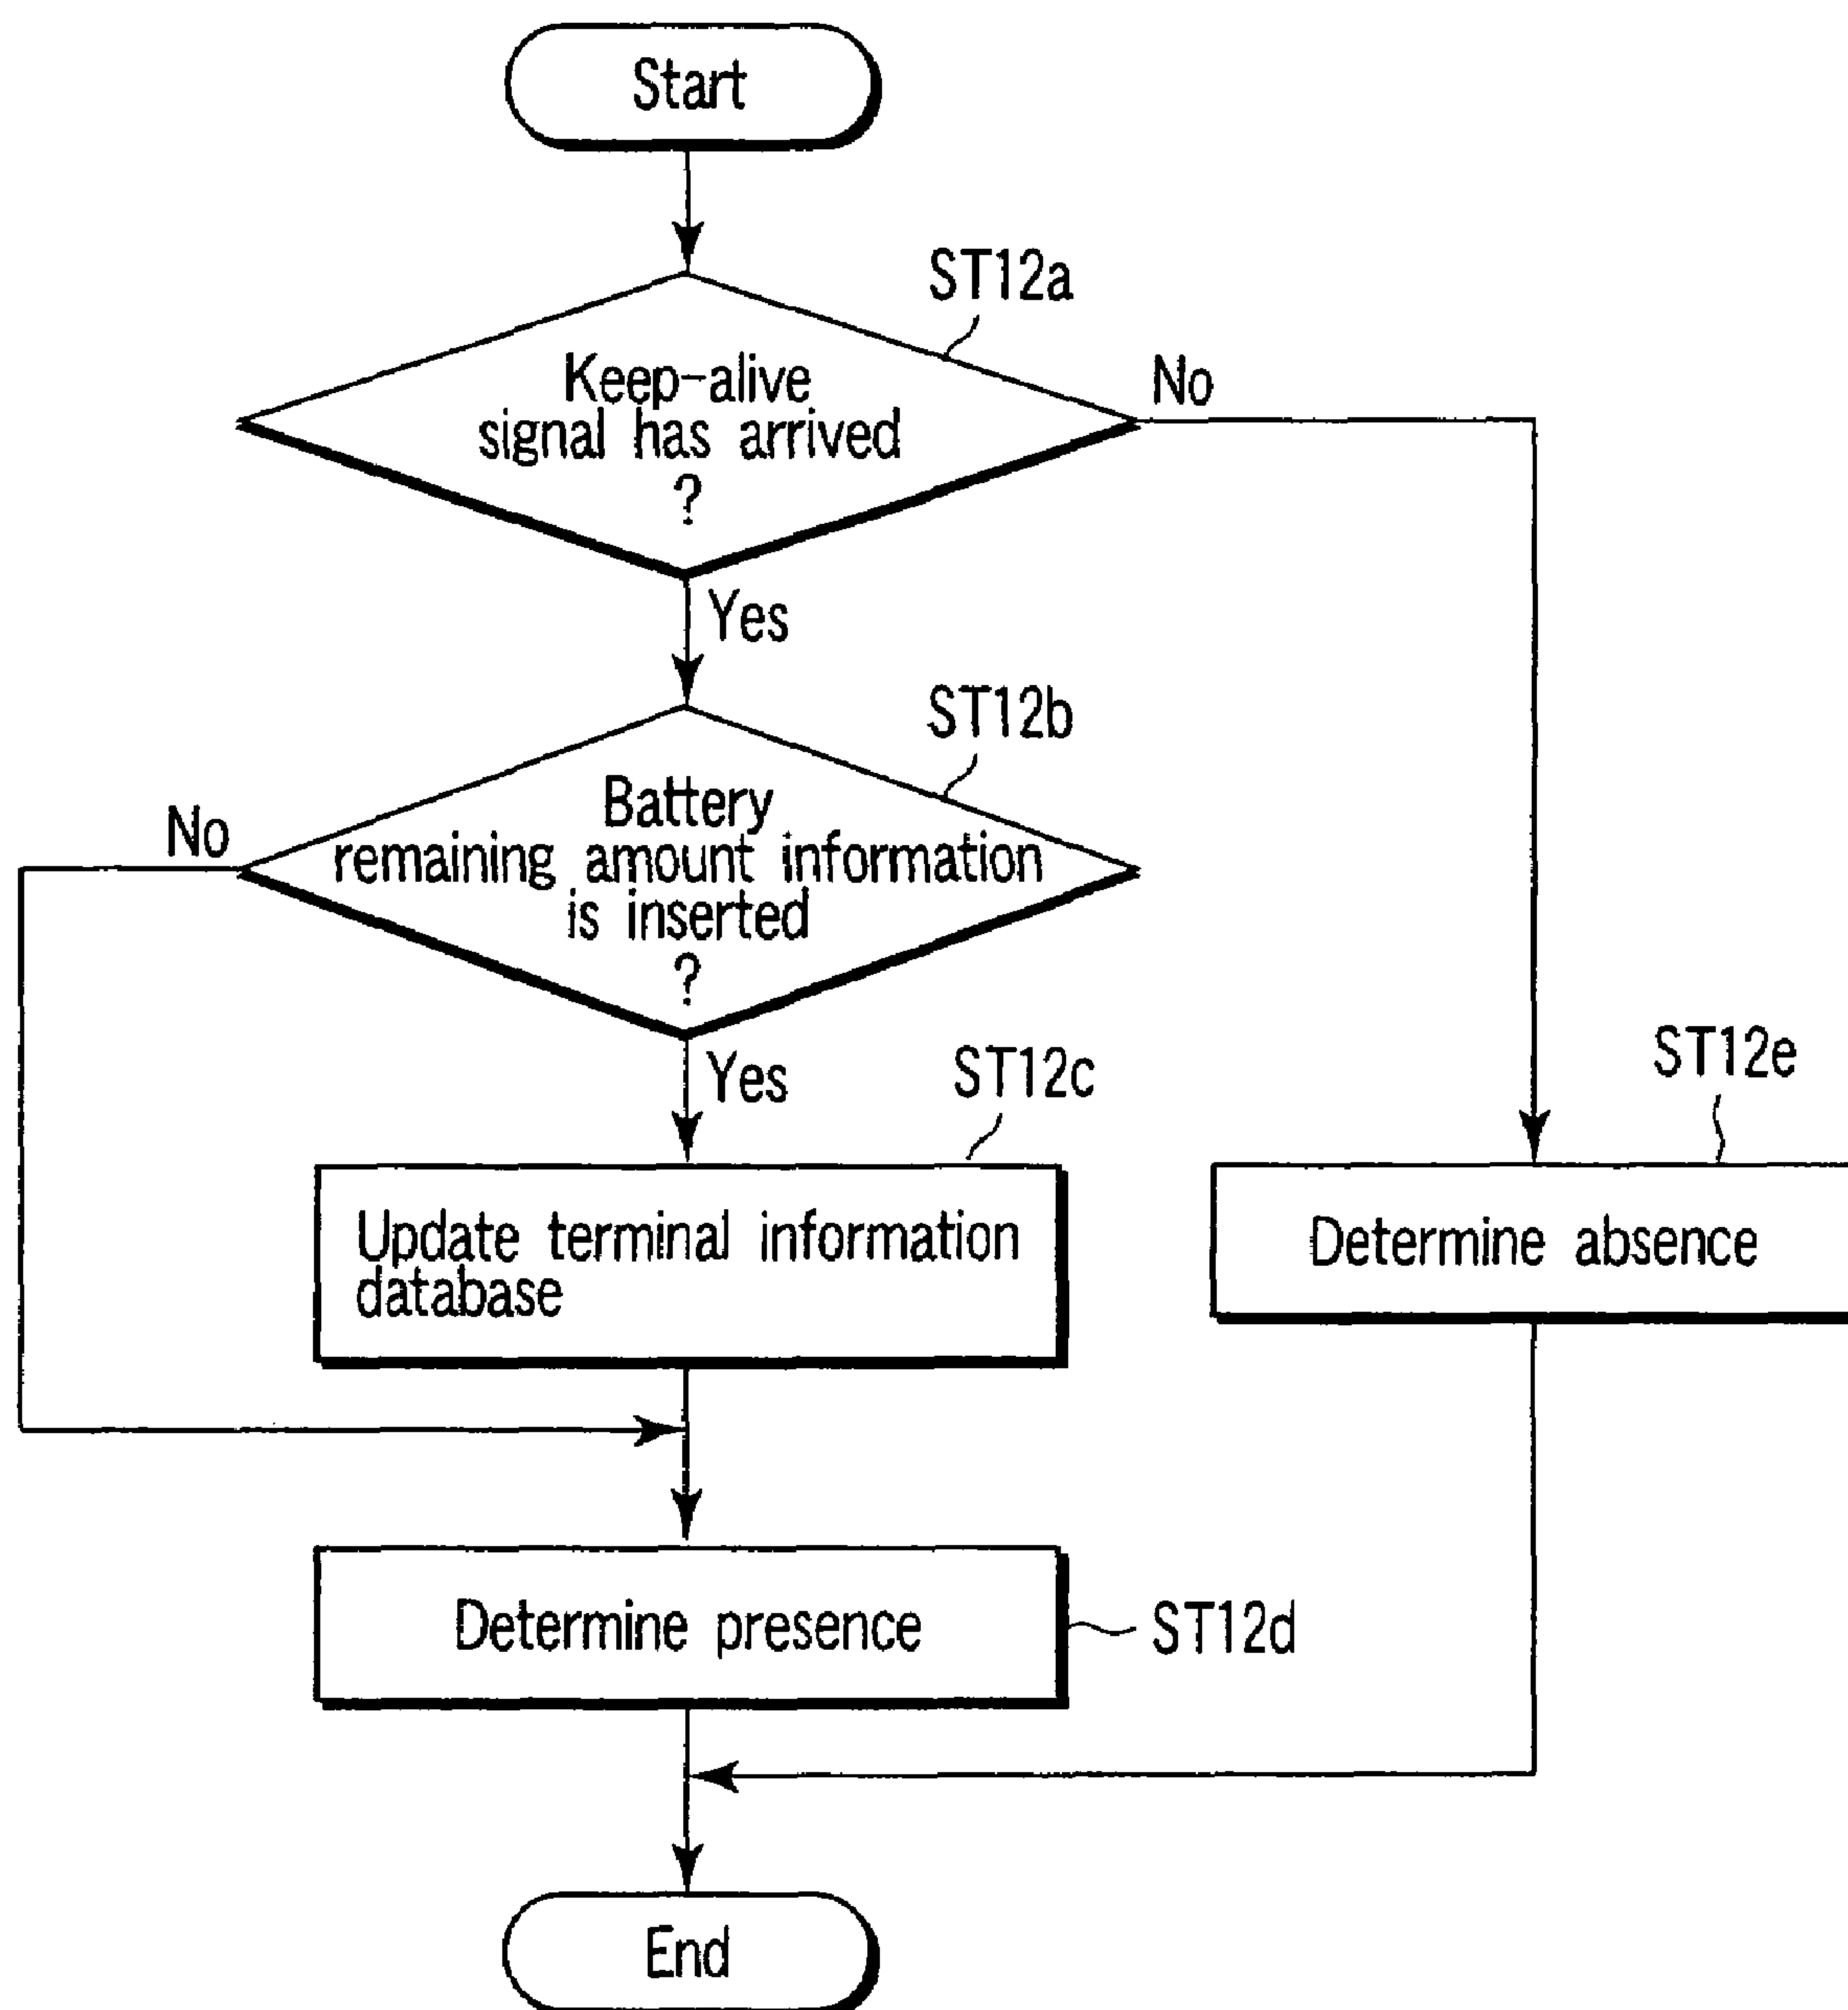 Start
ST12a
Keep-alive
signal has arrived
?
No
Yes
ST12b
Battery
remaining amount information
is inserted
?
No
Yes
ST12c
Update terminal information
database
ST12e
Determine absence
Determine presence
ST12d
End